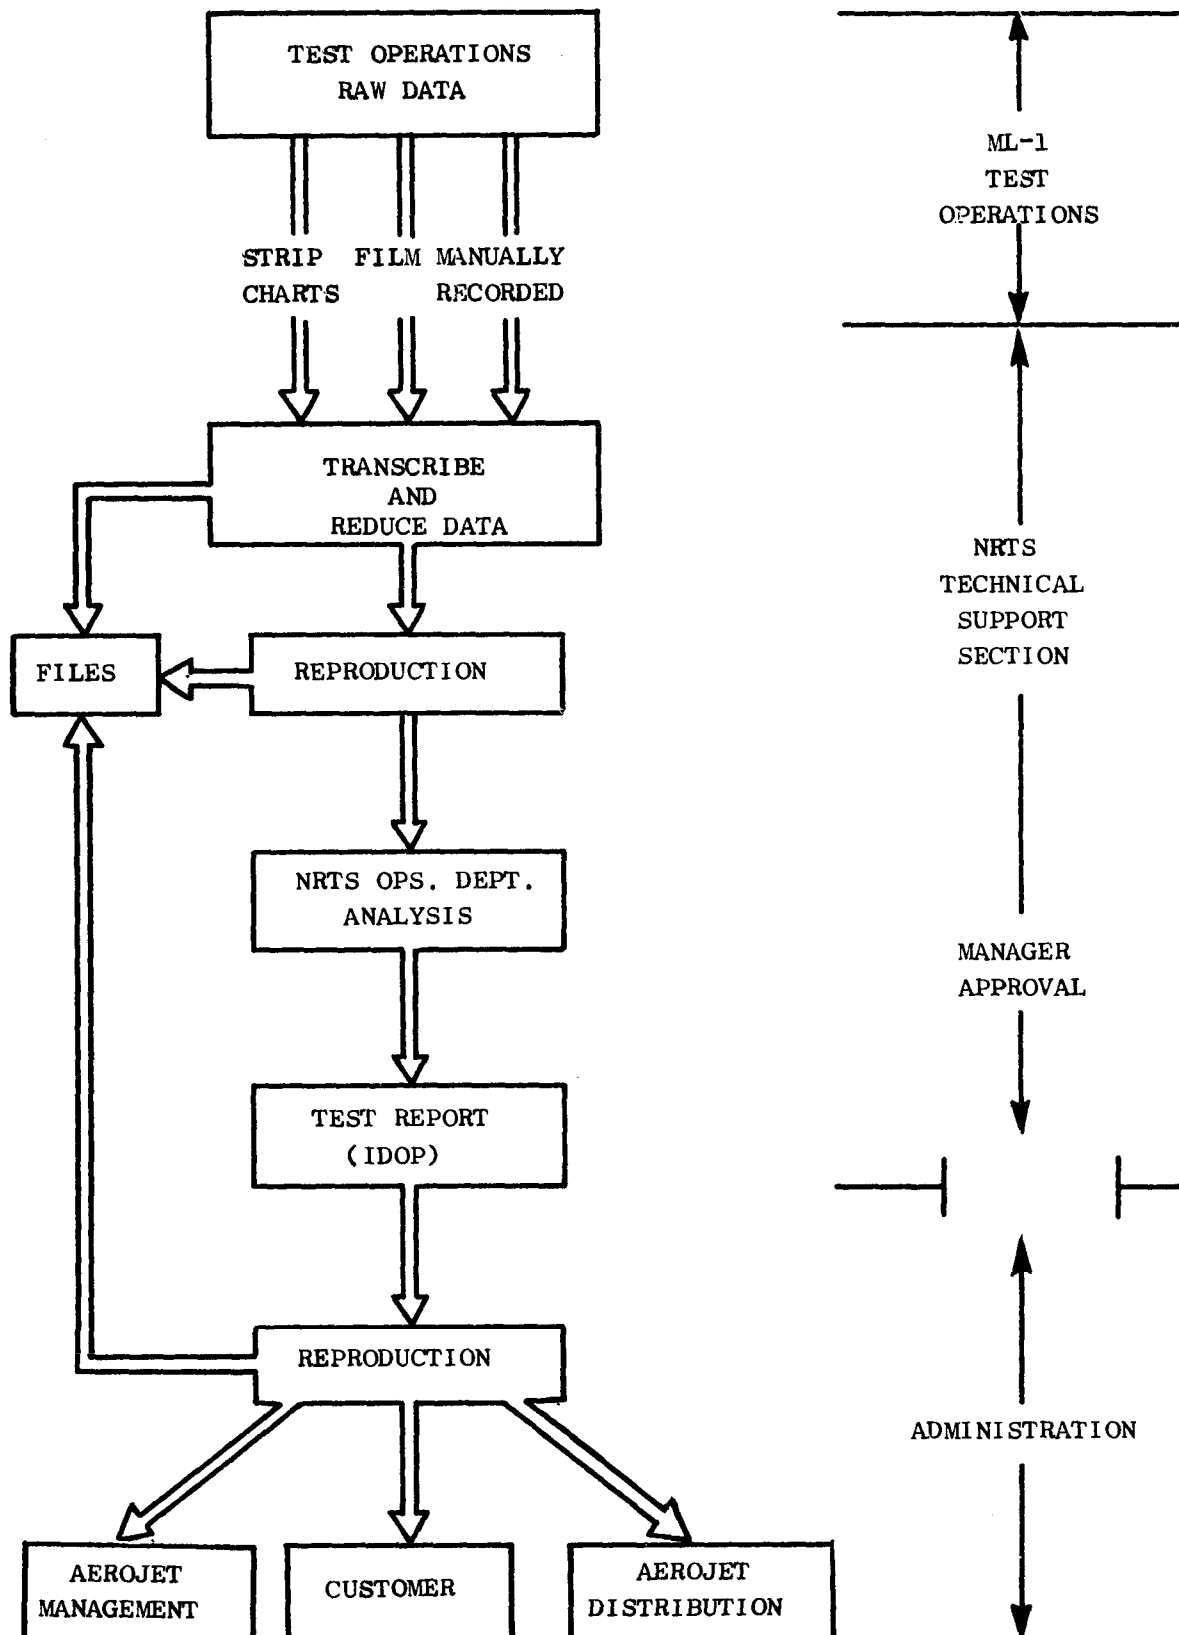 TEST OPERATIONS
RAW DATA
STRIP
CHARTS
FILM
MANUALLY
RECORDED
TRANSCRIBE
AND
REDUCE DATA
FILES
REPRODUCTION
NRTS OPS. DEPT.
ANALYSIS
TEST REPORT
(IDOP)
REPRODUCTION
AEROJET
MANAGEMENT
CUSTOMER
AEROJET
DISTRIBUTION
ML-1
TEST
OPERATIONS
NRTS
TECHNICAL
SUPPORT
SECTION
MANAGER
APPROVAL
ADMINISTRATION